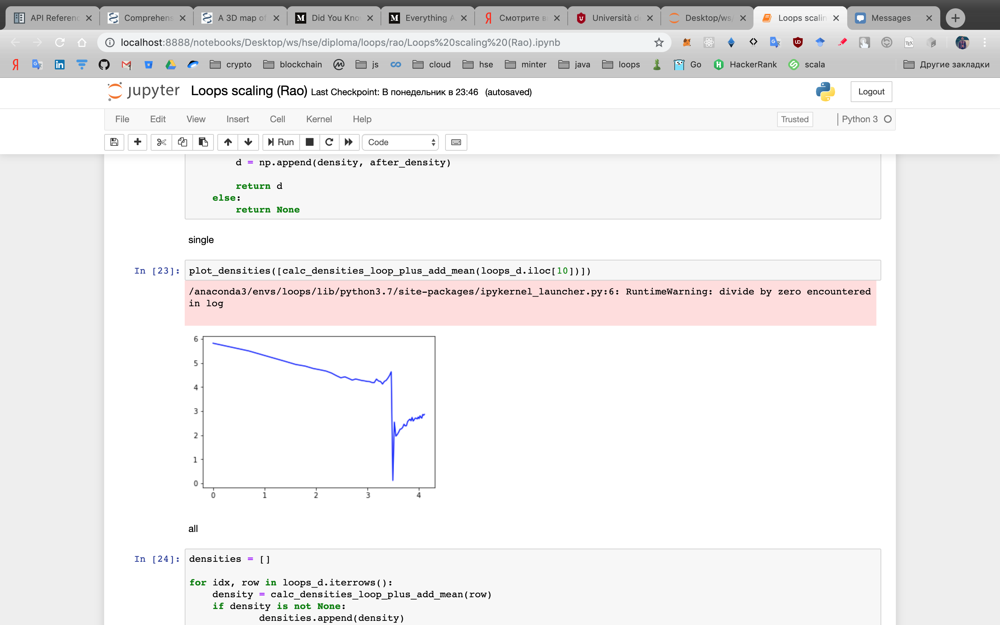 API Referenc
Comprehens
A 3D map of
Did You Kno
Everything A
Смотрите в
Università d
Desktop/ws/
Loops scalin
Messages
localhost:8888/notebooks/Desktop/ws/hse/diploma/loops/rao/Loops%20scaling%20(Rao).ipynb
crypto
blockchain
js
cloud
hse
minter
java
loops
Go
HackerRank
scala
Другие закладки
jupyter Loops scaling (Rao) Last Checkpoint: В понедельник в 23:46 (autosaved)
Logout
File Edit View Insert Cell Kernel Help
Trusted
Python 3
Run
Code
d = np.append(density, after_density)
return d
else:
return None
single
In [23]: plot_densities([calc_densities_loop_plus_add_mean(loops_d.iloc[10])])
/anaconda3/envs/loops/lib/python3.7/site-packages/ipykernel_launcher.py:6: RuntimeWarning: divide by zero encountered
in log
6
5
4
3
2
1
0
0 1 2 3 4
all
In [24]: densities = []
for idx, row in loops_d.iterrows():
density = calc_densities_loop_plus_add_mean(row)
if density is not None:
densities.append(density)